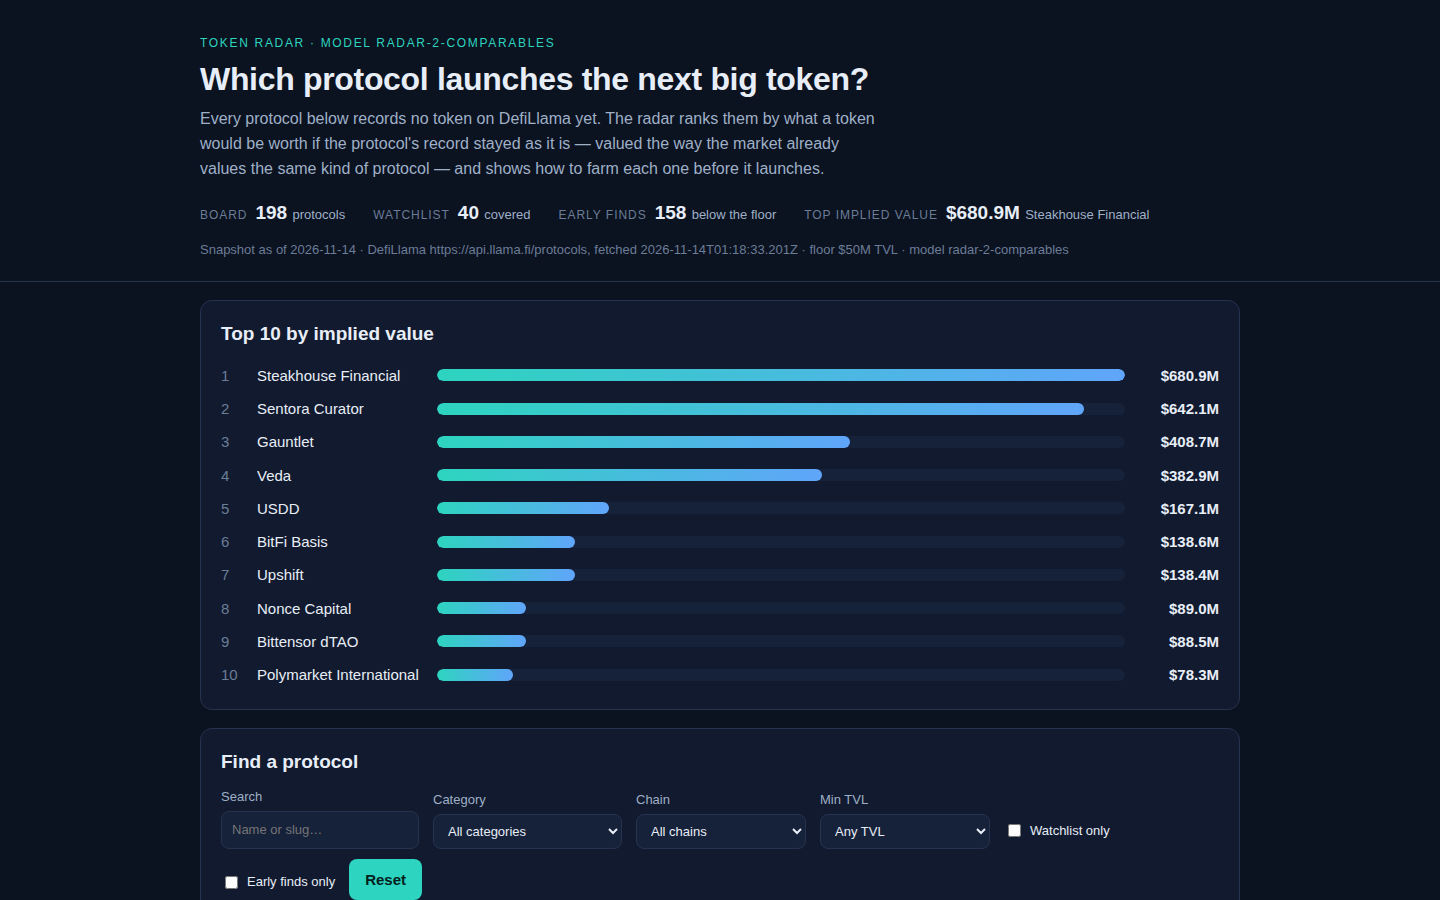 TOKEN RADAR · MODEL RADAR-2-COMPARABLES
Which protocol launches the next big token?
Every protocol below records no token on DefiLlama yet. The radar ranks them by what a token
would be worth if the protocol's record stayed as it is — valued the way the market already
values the same kind of protocol — and shows how to farm each one before it launches.
BOARD 198 protocols WATCHLIST 40 covered EARLY FINDS 158 below the floor TOP IMPLIED VALUE $680.9M Steakhouse Financial
Snapshot as of 2026-11-14 · DefiLlama https://api.llama.fi/protocols, fetched 2026-11-14T01:18:33.201Z · floor $50M TVL · model radar-2-comparables
Top 10 by implied value
1 Steakhouse Financial $680.9M
2 Sentora Curator $642.1M
3 Gauntlet $408.7M
4 Veda $382.9M
5 USDD $167.1M
6 BitFi Basis $138.6M
7 Upshift $138.4M
8 Nonce Capital $89.0M
9 Bittensor dTAO $88.5M
10 Polymarket International $78.3M
Find a protocol
Search Category Chain Min TVL
Name or slug… All categories All chains Any TVL Watchlist only
Early finds only Reset